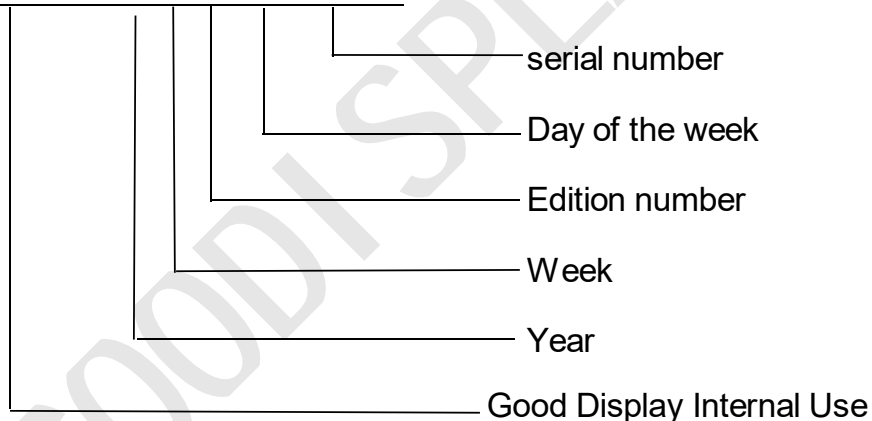 serial number
Day of the week
Edition number
Week
Year
Good Display Internal Use